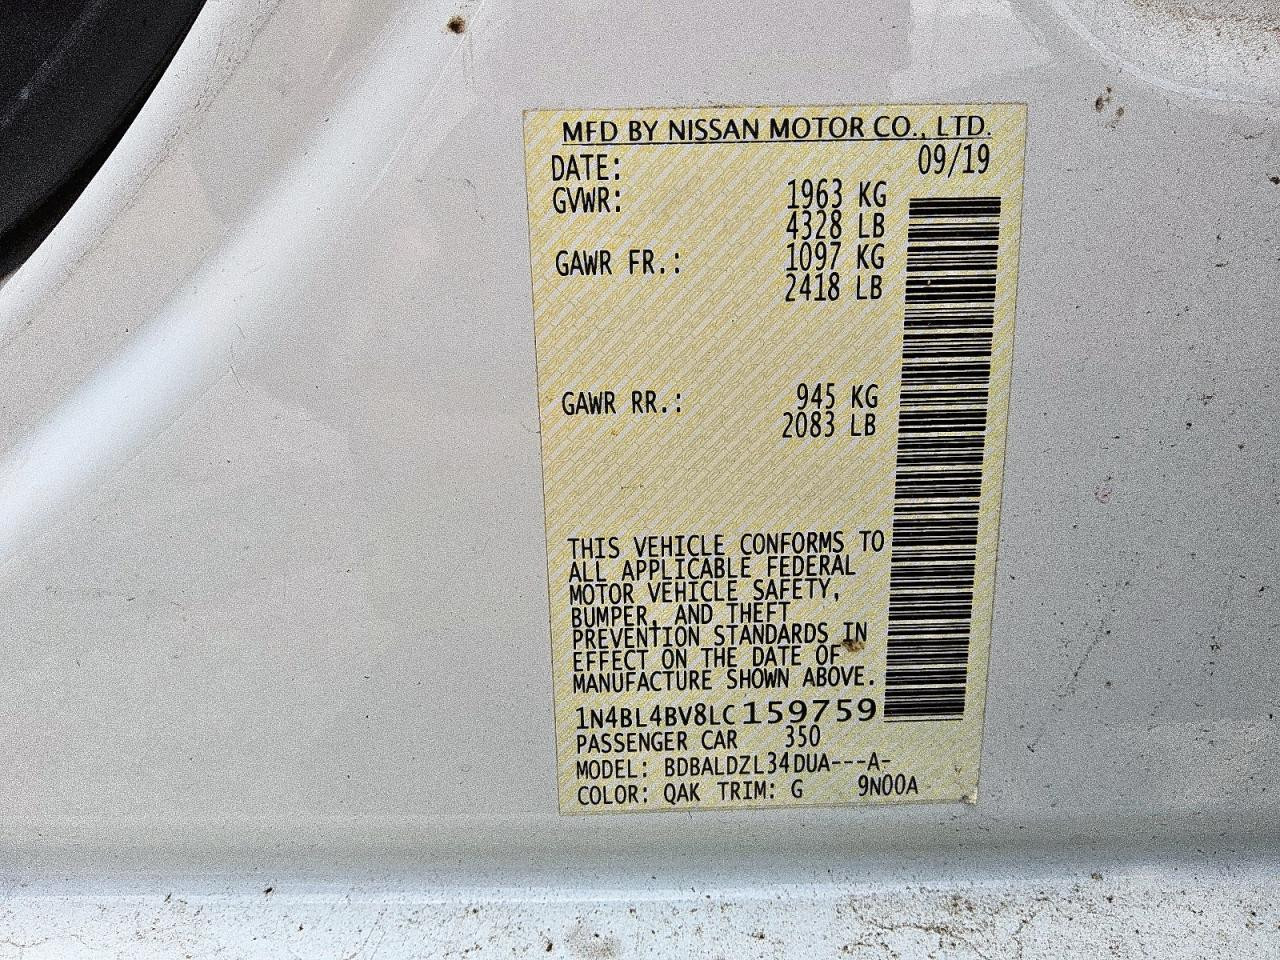 MFD BY NISSAN MOTOR CO., LTD.
DATE: 09/19
GVWR: 1963 KG
4328 LB
GAWR FR.: 1097 KG
2418 LB
GAWR RR.: 945 KG
2083 LB
THIS VEHICLE CONFORMS TO
ALL APPLICABLE FEDERAL
MOTOR VEHICLE SAFETY,
BUMPER, AND THEFT
PREVENTION STANDARDS IN
EFFECT ON THE DATE OF
MANUFACTURE SHOWN ABOVE.
1N4BL4BV8LC159759
PASSENGER CAR 350
MODEL: BDBALDZL34DUA---A-
COLOR: QAK TRIM: G 9N00A